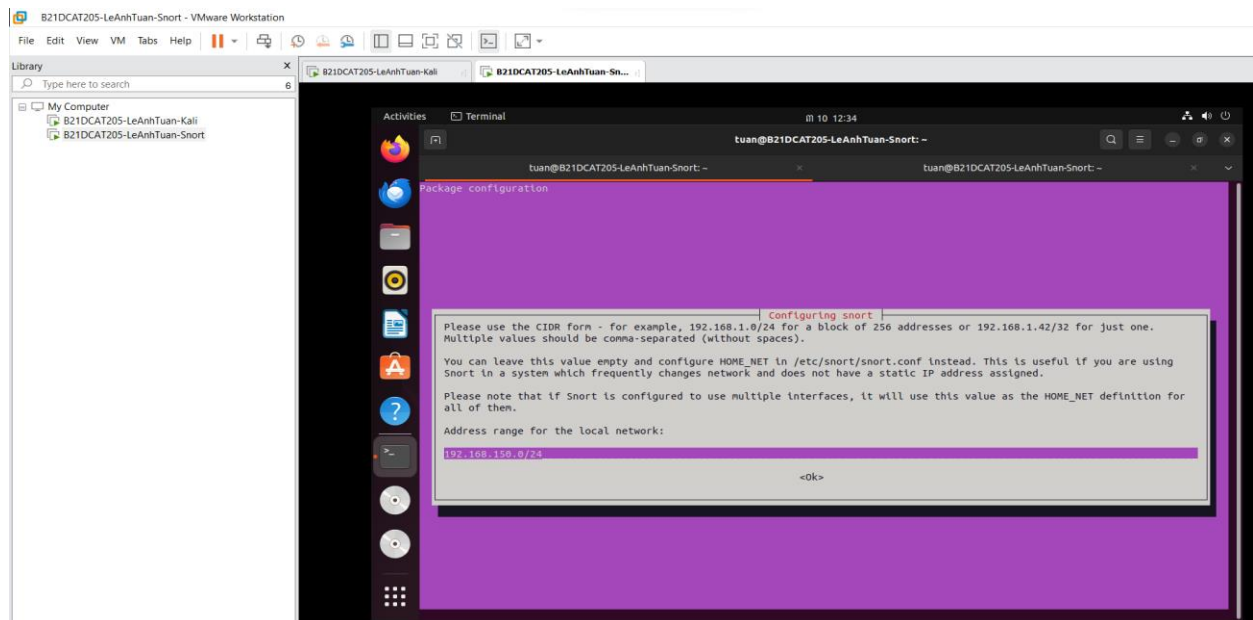 B21DCAT205-LeAnhTuan-Snort - VMware Workstation
File Edit View VM Tabs Help
Library
Type here to search
My Computer
B21DCAT205-LeAnhTuan-Kali
B21DCAT205-LeAnhTuan-Snort
B21DCAT205-LeAnhTuan-Kali
B21DCAT205-LeAnhTuan-Sn...
Activities Terminal
10 12:34
tuan@B21DCAT205-LeAnhTuan-Snort: ~
tuan@B21DCAT205-LeAnhTuan-Snort: ~
tuan@B21DCAT205-LeAnhTuan-Snort: ~
Package configuration
Configuring snort
Please use the CIDR form - for example, 192.168.1.0/24 for a block of 256 addresses or 192.168.1.42/32 for just one.
Multiple values should be comma-separated (without spaces).
You can leave this value empty and configure HOME_NET in /etc/snort/snort.conf instead. This is useful if you are using
Snort in a system which frequently changes network and does not have a static IP address assigned.
Please note that if Snort is configured to use multiple interfaces, it will use this value as the HOME_NET definition for
all of them.
Address range for the local network:
192.168.150.0/24
<Ok>